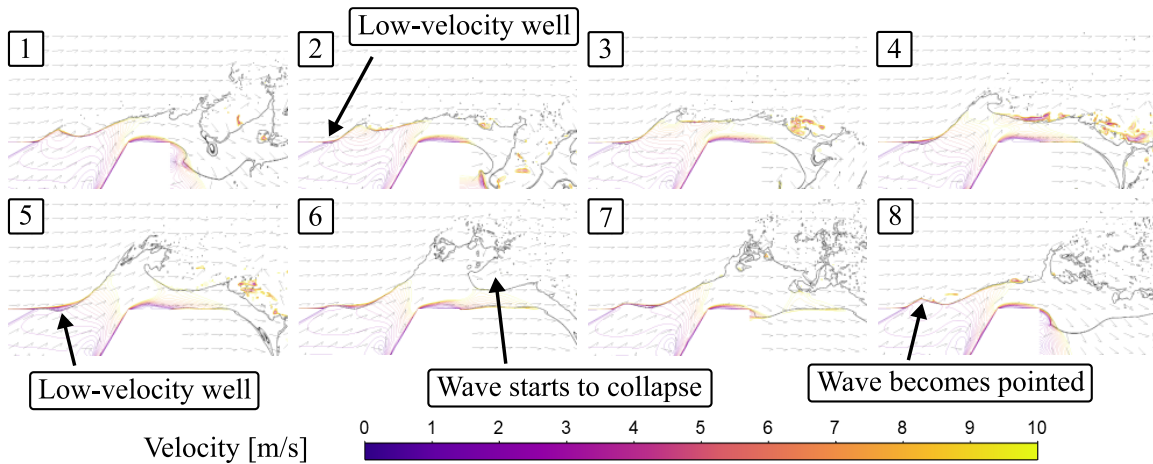 Low-velocity well
1
2
3
4
5
6
7
8
Low-velocity well
Wave starts to collapse
Wave becomes pointed
Velocity [m/s]
0 1 2 3 4 5 6 7 8 9 10